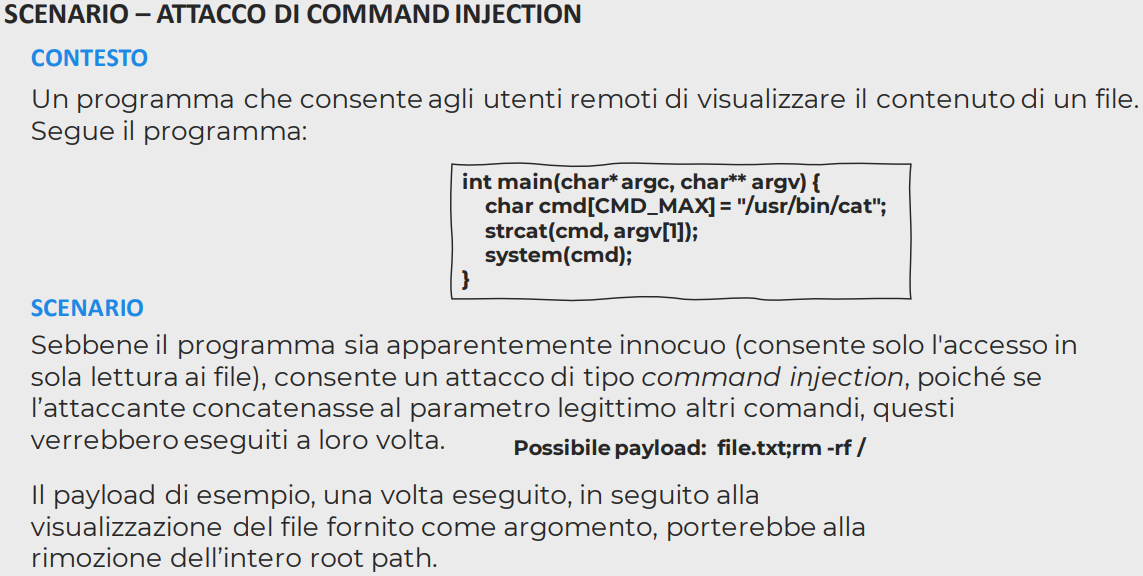 SCENARIO – ATTACCO DI COMMAND INJECTION
CONTESTO
Un programma che consente agli utenti remoti di visualizzare il contenuto di un file.
Segue il programma:
int main(char* argc, char** argv) {
char cmd[CMD_MAX] = "/usr/bin/cat";
strcat(cmd, argv[1]);
system(cmd);
}
SCENARIO
Sebbene il programma sia apparentemente innocuo (consente solo l'accesso in
sola lettura ai file), consente un attacco di tipo command injection, poiché se
l’attaccante concatenasse al parametro legittimo altri comandi, questi
verrebbero eseguiti a loro volta.
Possibile payload: file.txt;rm -rf /
Il payload di esempio, una volta eseguito, in seguito alla
visualizzazione del file fornito come argomento, porterebbe alla
rimozione dell’intero root path.